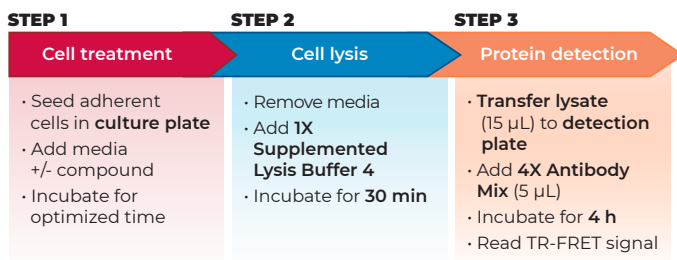 STEP 1
Cell treatment
· Seed adherent
cells in culture plate
· Add media
+/- compound
· Incubate for
optimized time
STEP 2
Cell lysis
· Remove media
· Add 1X
Supplemented
Lysis Buffer 4
· Incubate for 30 min
STEP 3
Protein detection
· Transfer lysate
(15 µL) to detection
plate
· Add 4X Antibody
Mix (5 µL)
· Incubate for 4 h
· Read TR-FRET signal